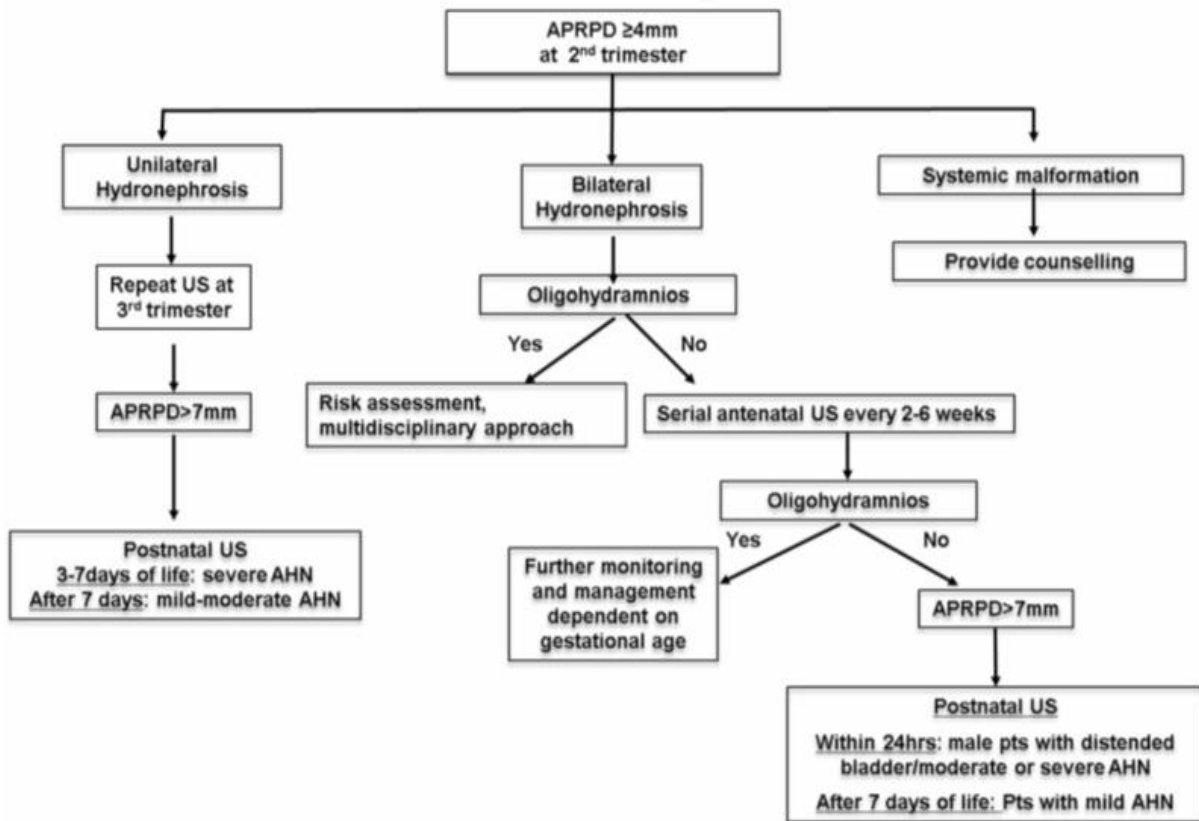 APRPD ≥4mm
at 2nd trimester
Unilateral
Hydronephrosis
Repeat US at
3rd trimester
APRPD>7mm
Postnatal US
3-7days of life: severe AHN
After 7 days: mild-moderate AHN
Bilateral
Hydronephrosis
Oligohydramnios
Yes
No
Risk assessment,
multidisciplinary approach
Serial antenatal US every 2-6 weeks
Oligohydramnios
Yes
No
Further monitoring
and management
dependent on
gestational age
APRPD>7mm
Postnatal US
Within 24hrs: male pts with distended
bladder/moderate or severe AHN
After 7 days of life: Pts with mild AHN
Systemic malformation
Provide counselling